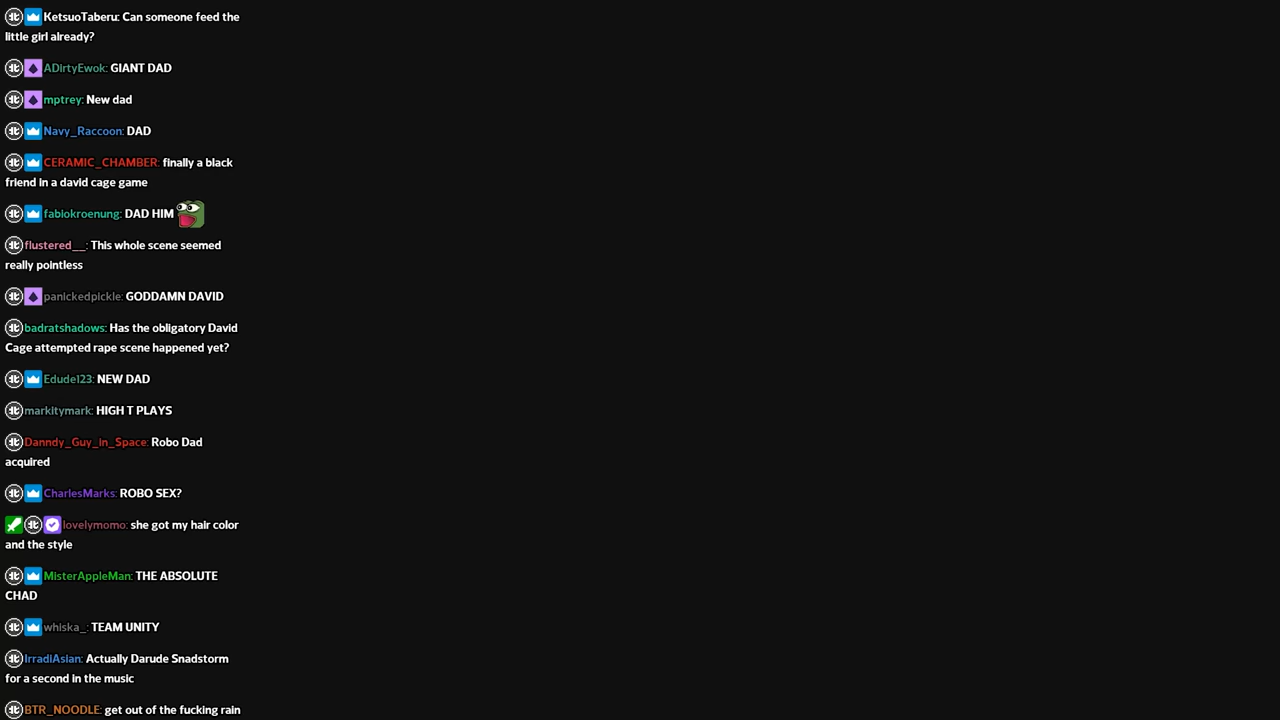 KetsuoTaberu: Can someone feed the
little girl already?
ADirtyEwok: GIANT DAD
mptrey: New dad
Navy_Raccoon: DAD
CERAMIC_CHAMBER: finally a black
friend in a david cage game
fabiokroenung: DAD HIM
flustered__: This whole scene seemed
really pointless
panickedpickle: GODDAMN DAVID
badratshadows: Has the obligatory David
Cage attempted rape scene happened yet?
Edude123: NEW DAD
markitymark: HIGH T PLAYS
Danndy_Guy_in_Space: Robo Dad
acquired
CharlesMarks: ROBO SEX?
lovelymomo: she got my hair color
and the style
MisterAppleMan: THE ABSOLUTE
CHAD
whiska_: TEAM UNITY
IrradiAsian: Actually Darude Snadstorm
for a second in the music
BTR_NOODLE: get out of the fucking rain